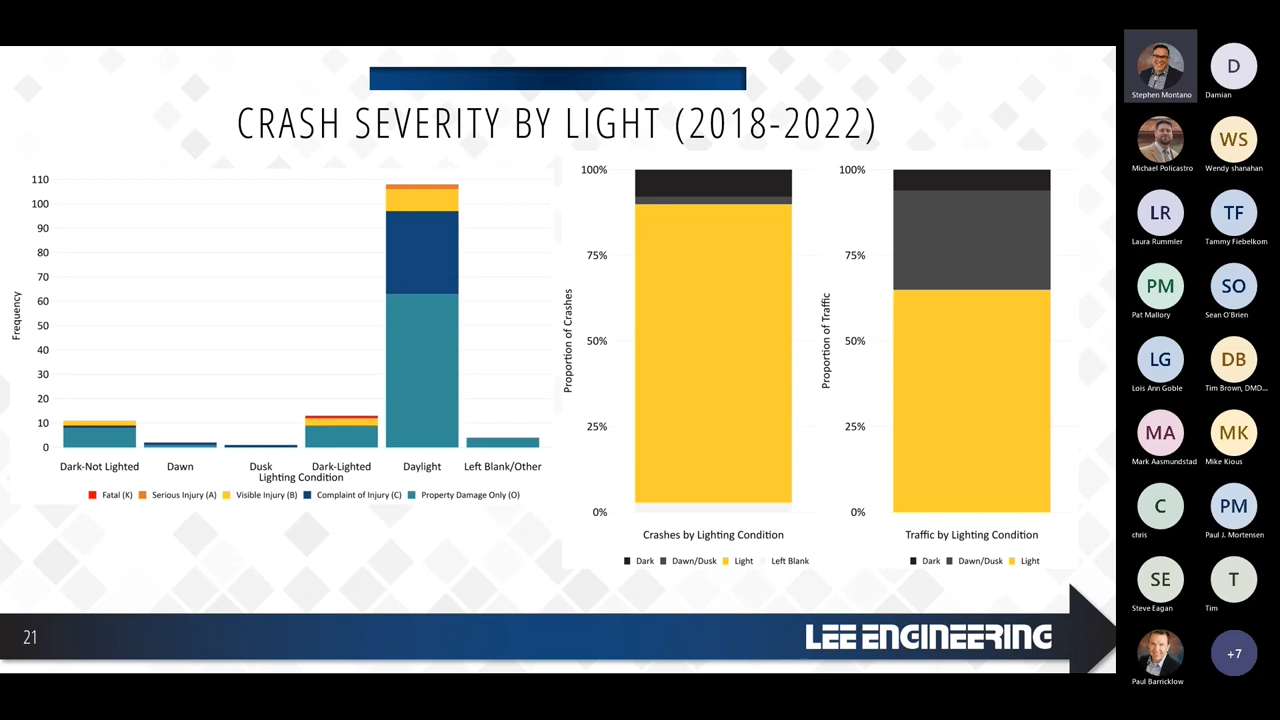 CRASH SEVERITY BY LIGHT (2018-2022)
110
100
90
80
70
60
50
40
30
20
10
0
Frequency
Dark-Not Lighted Dawn Dusk Dark-Lighted Daylight Left Blank/Other
Lighting Condition
Fatal (K) Serious Injury (A) Visible Injury (B) Complaint of Injury (C) Property Damage Only (O)
100%
75%
50%
25%
0%
Proportion of Crashes
Crashes by Lighting Condition
Dark Dawn/Dusk Light Left Blank
100%
75%
50%
25%
0%
Proportion of Traffic
Traffic by Lighting Condition
Dark Dawn/Dusk Light
21
LEE ENGINEERING
Stephen Montano
D
Damian
Michael Policastro
WS
Wendy shanahan
LR
Laura Rummler
TF
Tammy Fiebelkom
PM
Pat Mallory
SO
Sean O'Brien
LG
Lois Ann Goble
DB
Tim Brown, DMD...
MA
Mark Aasmundstad
MK
Mike Kious
C
chris
PM
Paul J. Mortensen
SE
Steve Eagan
T
Tim
Paul Barricklow
+7